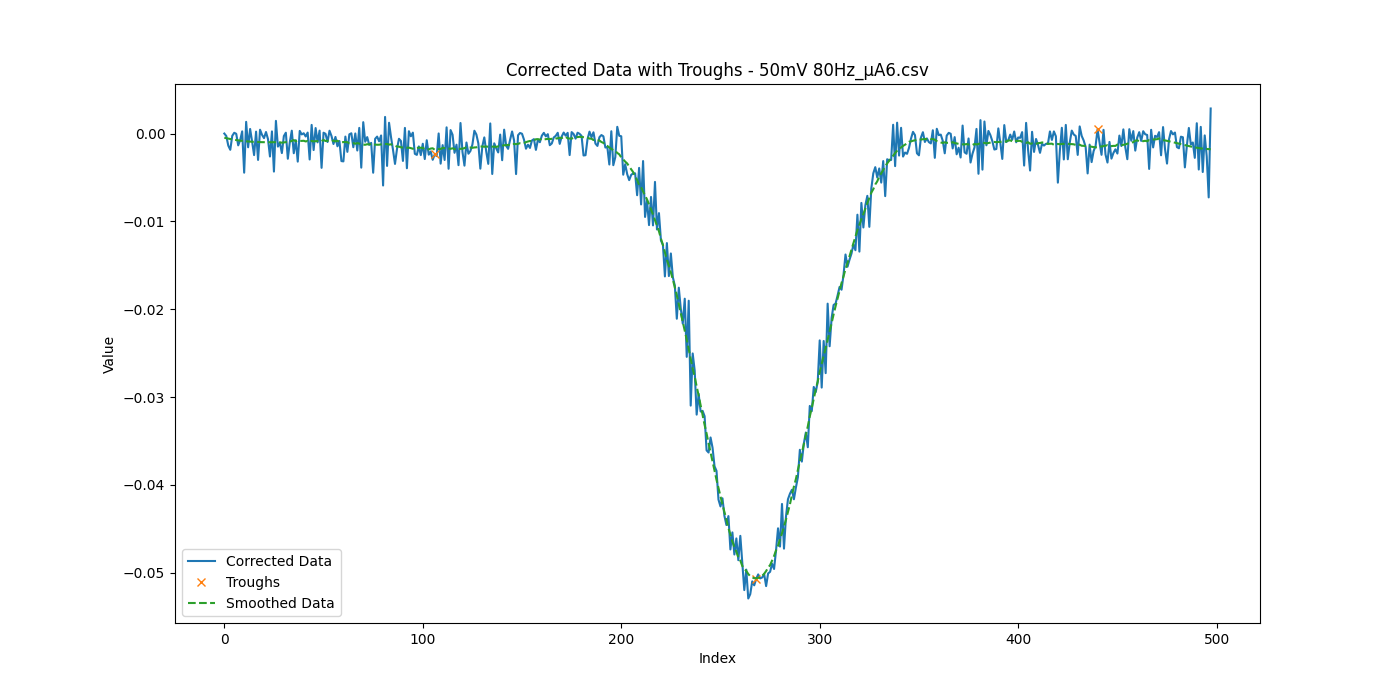 Corrected Data with Troughs - 50mV 80Hz_μA6.csv
0.00
−0.01
−0.02
−0.03
−0.04
−0.05
Value
Corrected Data
Troughs
Smoothed Data
0
100
200
300
400
500
Index